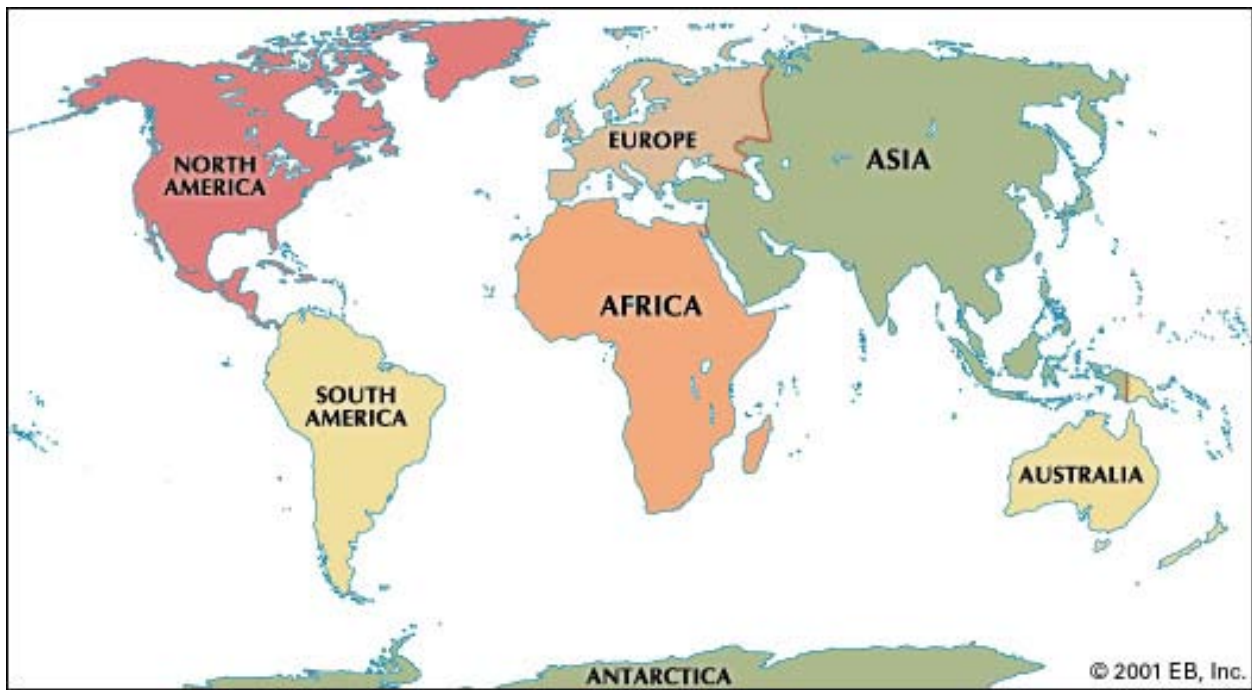 NORTH
AMERICA
EUROPE
ASIA
AFRICA
SOUTH
AMERICA
AUSTRALIA
ANTARCTICA
© 2001 EB, Inc.